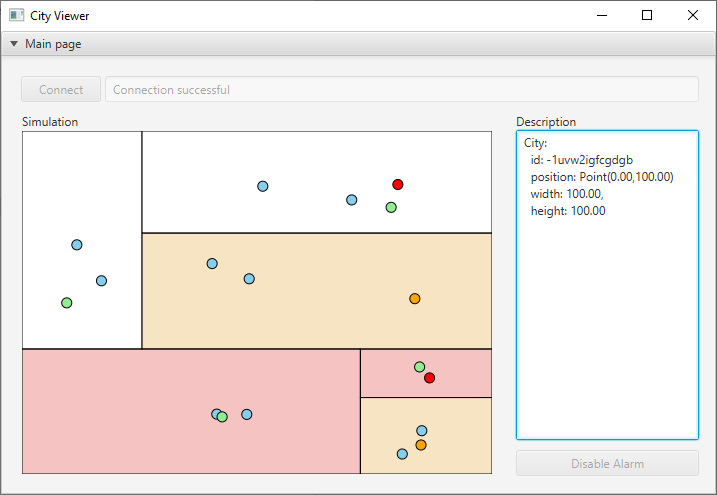 City Viewer
Main page
Connect
Connection successful
Simulation
Description
City:
id: -1uvw2igfcgdgb
position: Point(0.00,100.00)
width: 100.00,
height: 100.00
Disable Alarm